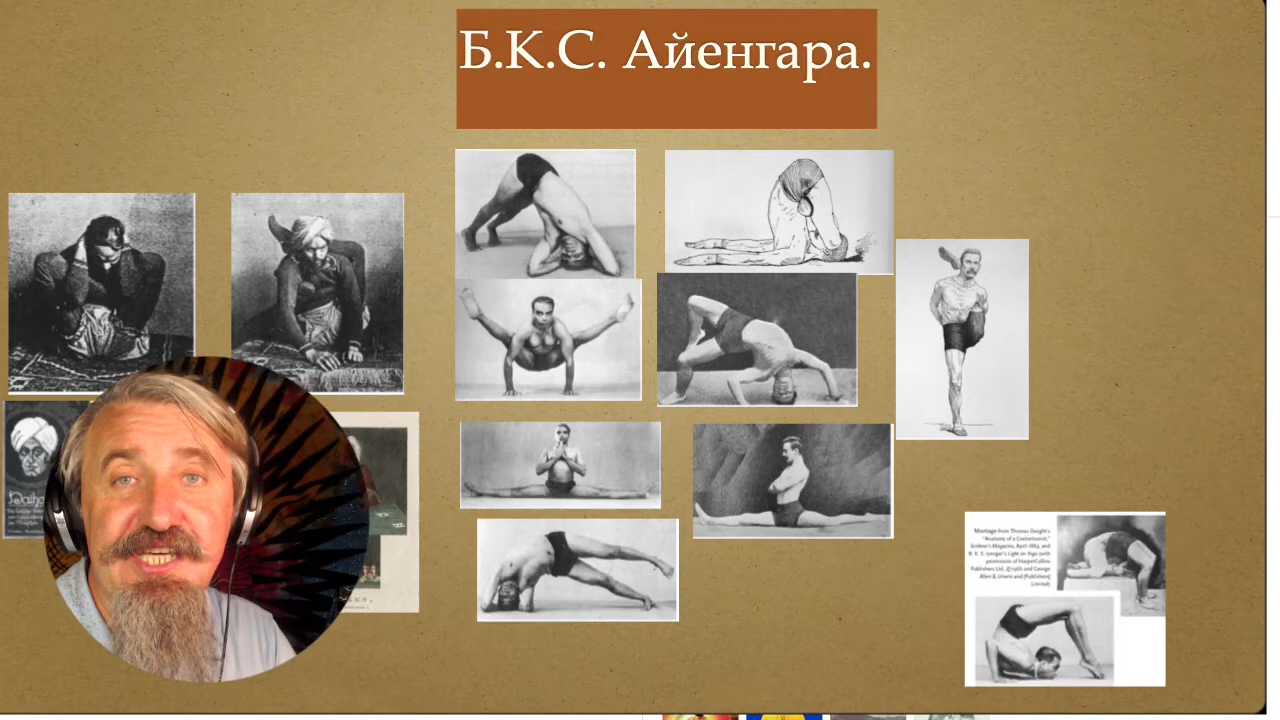 Б.К.С. Айенгара.
Montage from Thomas Dwight's
"Anatomy of a Contortionist,"
Scribner's Magazine, April 1889, and
B. K. S. Iyengar's Light on Yoga (with
permission of HarperCollins
Publishers Ltd, ©1966 and George
Allen & Unwin and [Publishers]
Limited)